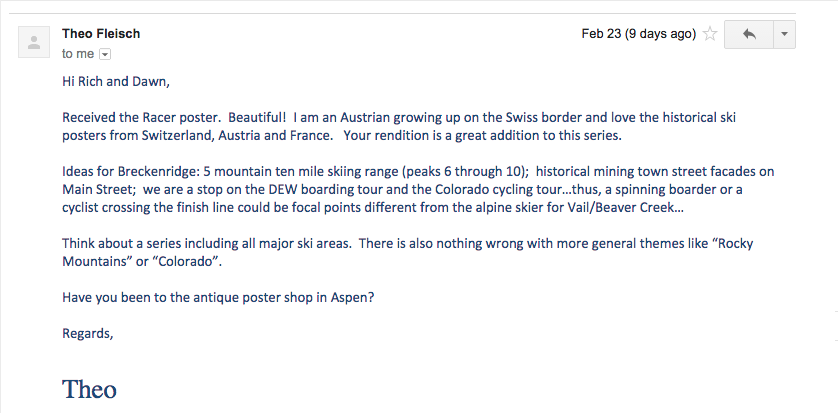 Theo Fleisch
Feb 23 (9 days ago)
to me
Hi Rich and Dawn,
Received the Racer poster.  Beautiful!  I am an Austrian growing up on the Swiss border and love the historical ski
posters from Switzerland, Austria and France.   Your rendition is a great addition to this series.
Ideas for Breckenridge: 5 mountain ten mile skiing range (peaks 6 through 10);  historical mining town street facades on
Main Street;  we are a stop on the DEW boarding tour and the Colorado cycling tour…thus, a spinning boarder or a
cyclist crossing the finish line could be focal points different from the alpine skier for Vail/Beaver Creek…
Think about a series including all major ski areas.  There is also nothing wrong with more general themes like “Rocky
Mountains” or “Colorado”.
Have you been to the antique poster shop in Aspen?
Regards,
Theo